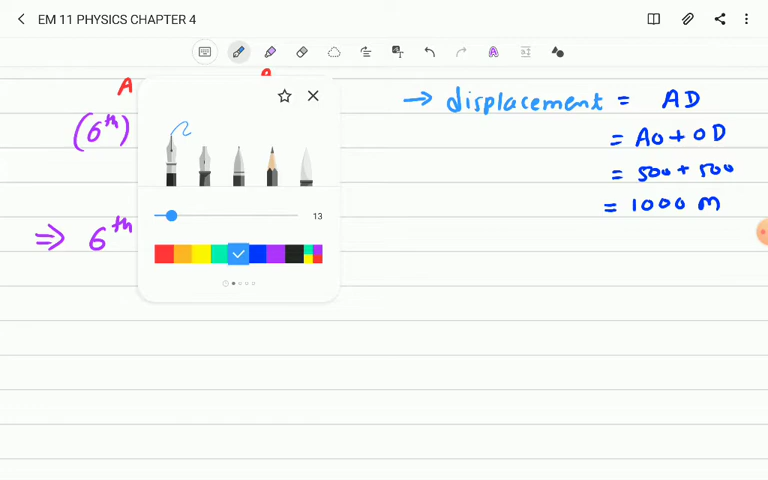 EM 11 PHYSICS CHAPTER 4
A
(6th)
→ displacement = AD
= AO + OD
= 500 + 500
= 1000 m
13
⇒ 6th